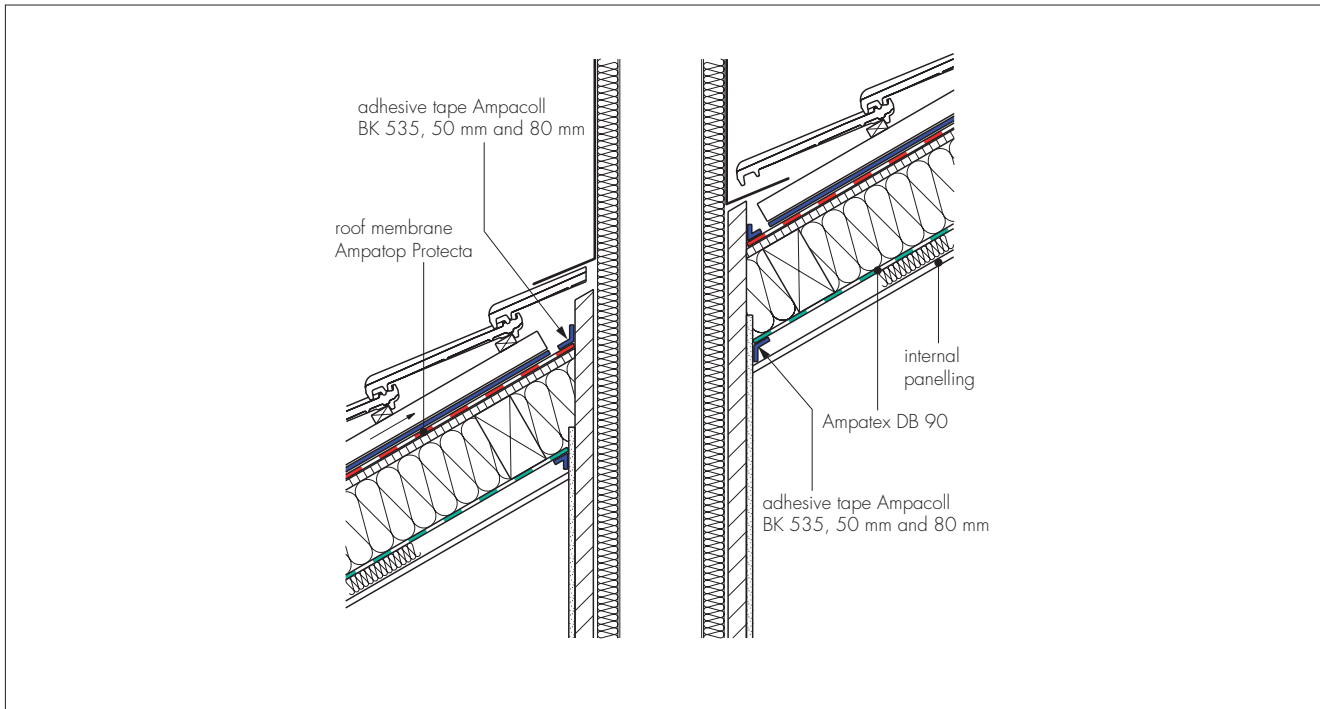 adhesive tape Ampacoll
BK 535, 50 mm and 80 mm
roof membrane
Ampatop Protecta
internal
panelling
Ampatex DB 90
adhesive tape Ampacoll
BK 535, 50 mm and 80 mm